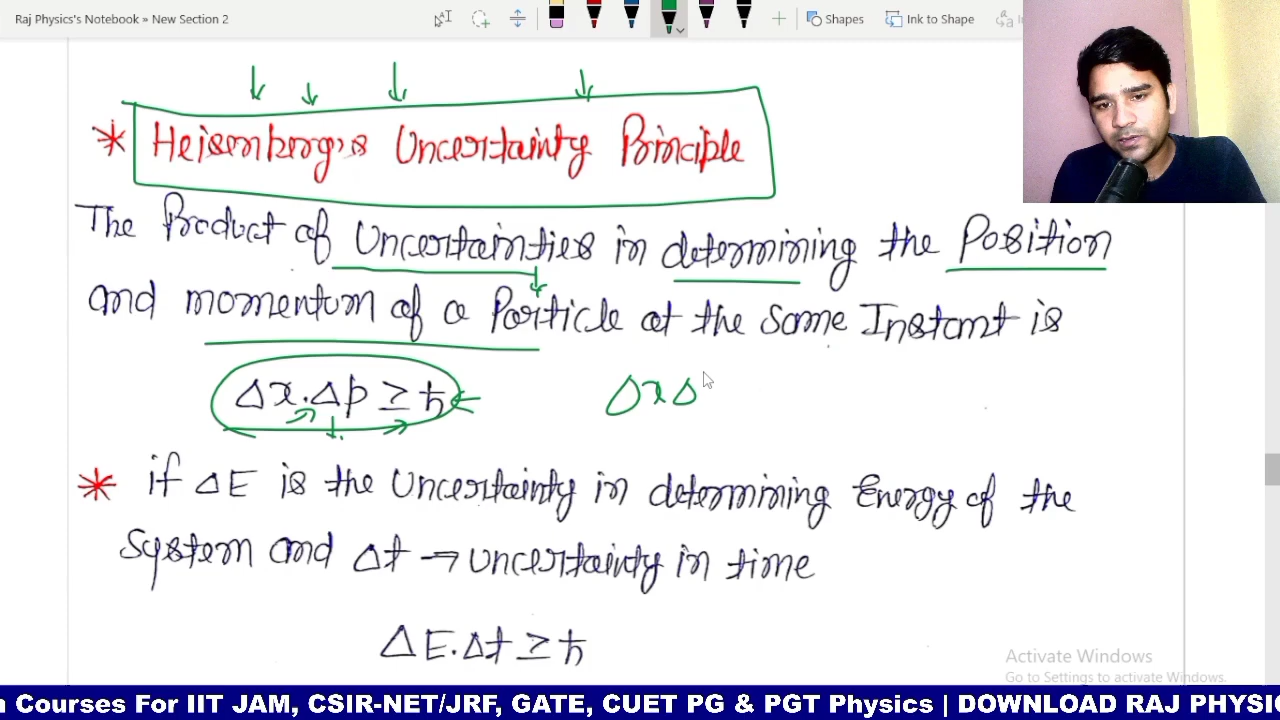 Raj Physics's Notebook » New Section 2
Shapes
Ink to Shape
* Heisenberg's Uncertainty Principle
The Product of Uncertainties in determining the Position
and momentum of a Particle at the same Instant is
Δx.Δp ≥ ℏ
Δx Δ
* if ΔE is the Uncertainty in determining Energy of the
System and Δt → Uncertainty in time
ΔE.Δt ≥ ℏ
Activate Windows
Go to Settings to activate Windows.
Courses For IIT JAM, CSIR-NET/JRF, GATE, CUET PG & PGT Physics | DOWNLOAD RAJ PHYSI